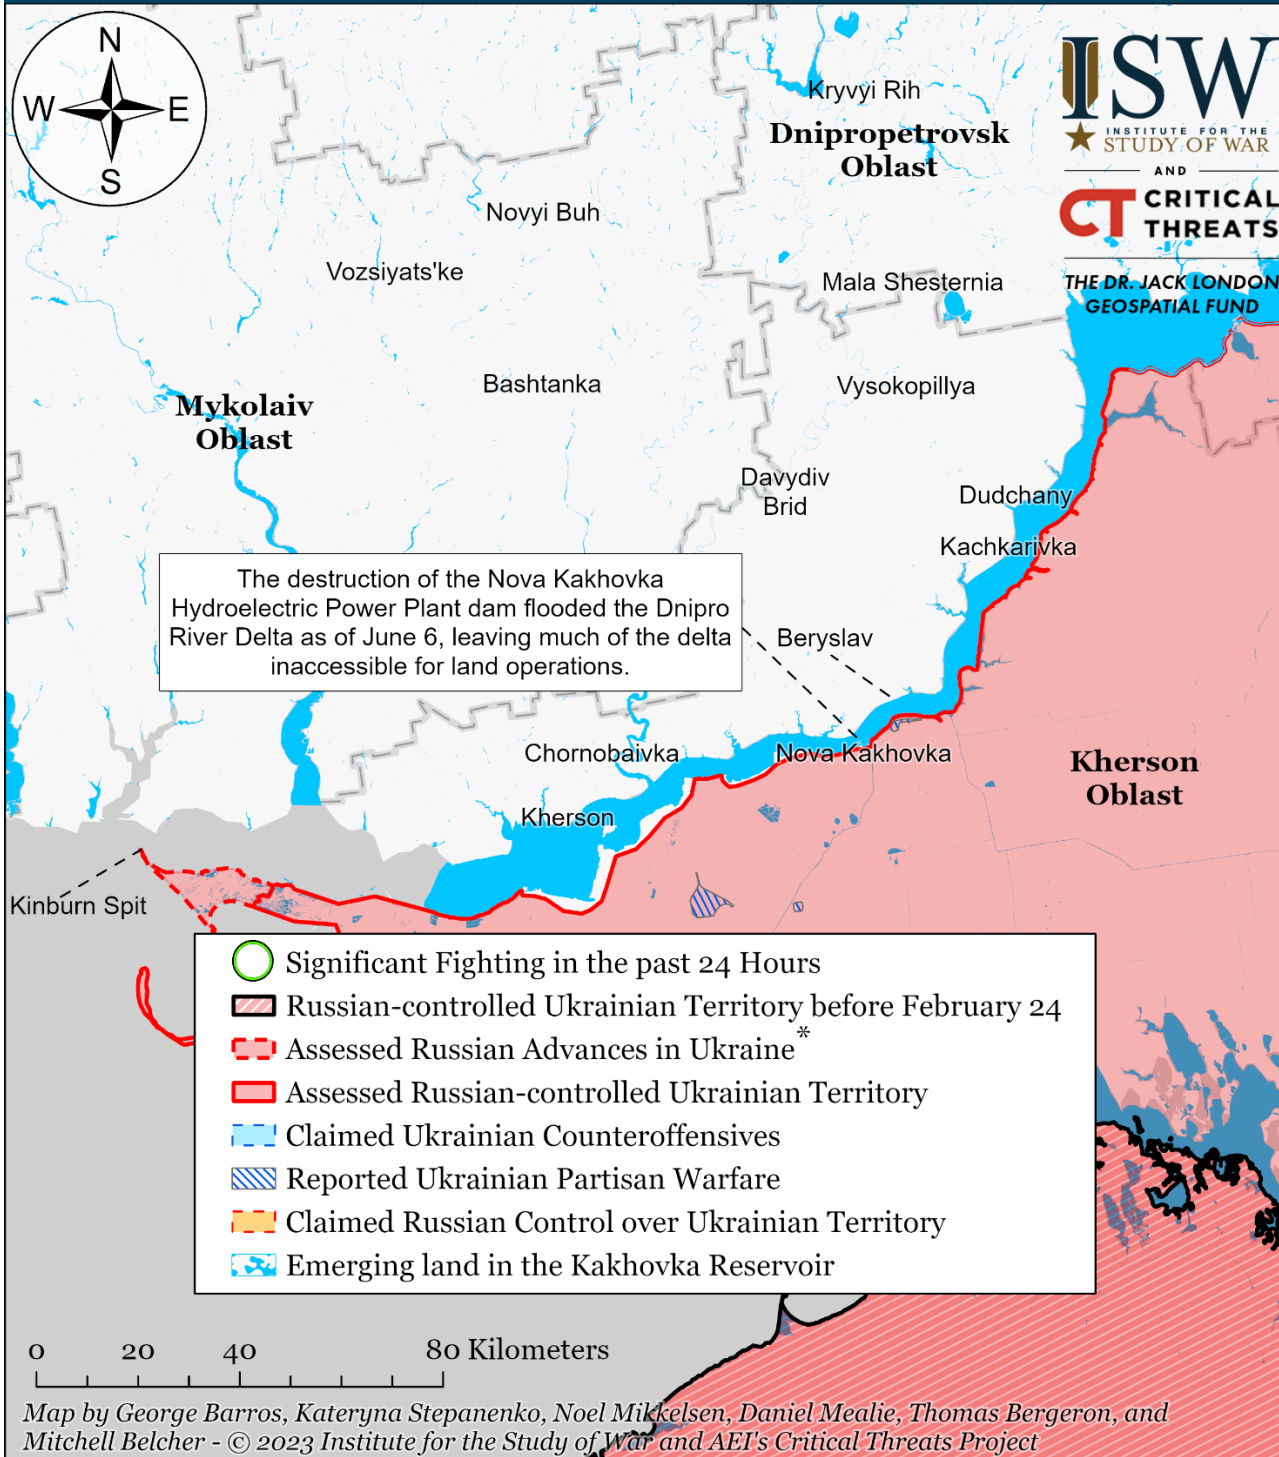 N
W
E
S
ISW
INSTITUTE FOR THE
STUDY OF WAR
AND
CT CRITICAL
THREATS
THE DR. JACK LONDON
GEOSPATIAL FUND
Kryvyi Rih
Dnipropetrovsk
Oblast
Novyi Buh
Vozsiyats'ke
Mala Shesternia
Bashtanka
Vysokopillya
Mykolaiv
Oblast
Davydiv
Brid
Dudchany
Kachkarivka
The destruction of the Nova Kakhovka
Hydroelectric Power Plant dam flooded the Dnipro
River Delta as of June 6, leaving much of the delta
inaccessible for land operations.
Beryslav
Chornobaivka
Nova Kakhovka
Kherson
Oblast
Kherson
Kinburn Spit
Significant Fighting in the past 24 Hours
Russian-controlled Ukrainian Territory before February 24
Assessed Russian Advances in Ukraine*
Assessed Russian-controlled Ukrainian Territory
Claimed Ukrainian Counteroffensives
Reported Ukrainian Partisan Warfare
Claimed Russian Control over Ukrainian Territory
Emerging land in the Kakhovka Reservoir
0 20 40 80 Kilometers
Map by George Barros, Kateryna Stepanenko, Noel Mikkelsen, Daniel Mealie, Thomas Bergeron, and
Mitchell Belcher - © 2023 Institute for the Study of War and AEI's Critical Threats Project